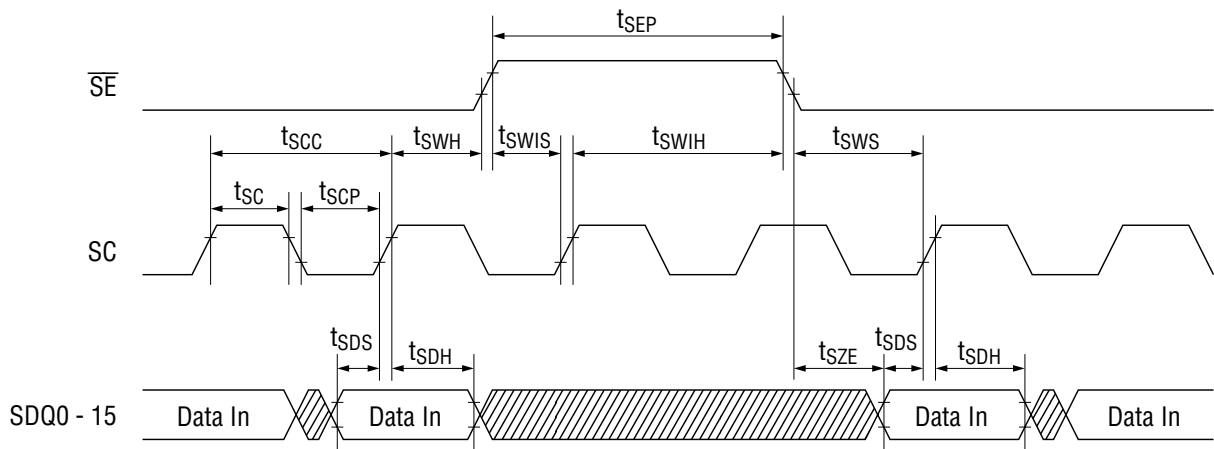 tSEP
SE
tSCC tSWH tSWIS tSWIH tSWS
tSC tSCP
SC
tSDS tSDH tSZE tSDS tSDH
SDQ0 - 15 Data In Data In Data In Data In